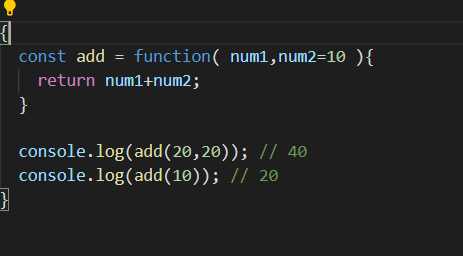 {
  const add = function( num1,num2=10 ){
    return num1+num2;
  }
  console.log(add(20,20)); // 40
  console.log(add(10)); // 20
}